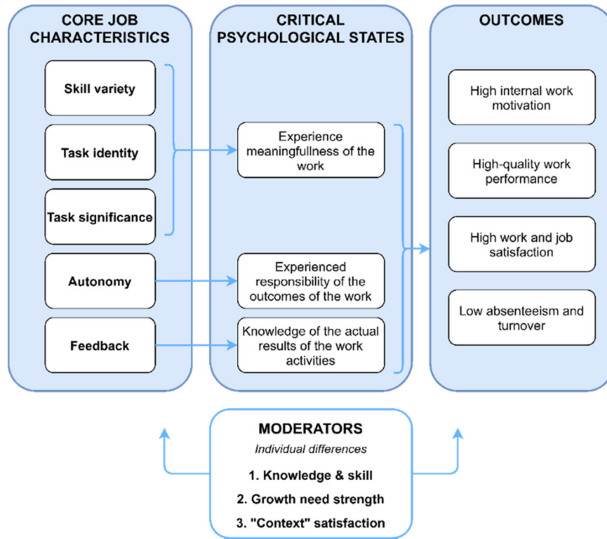 CORE JOB
CHARACTERISTICS
Skill variety
Task identity
Task significance
Autonomy
Feedback
CRITICAL
PSYCHOLOGICAL STATES
Experience
meaningfullness of the
work
Experienced
responsibility of the
outcomes of the work
Knowledge of the actual
results of the work
activities
OUTCOMES
High internal work
motivation
High-quality work
performance
High work and job
satisfaction
Low absenteeism and
turnover
MODERATORS
Individual differences
1. Knowledge & skill
2. Growth need strength
3. "Context" satisfaction